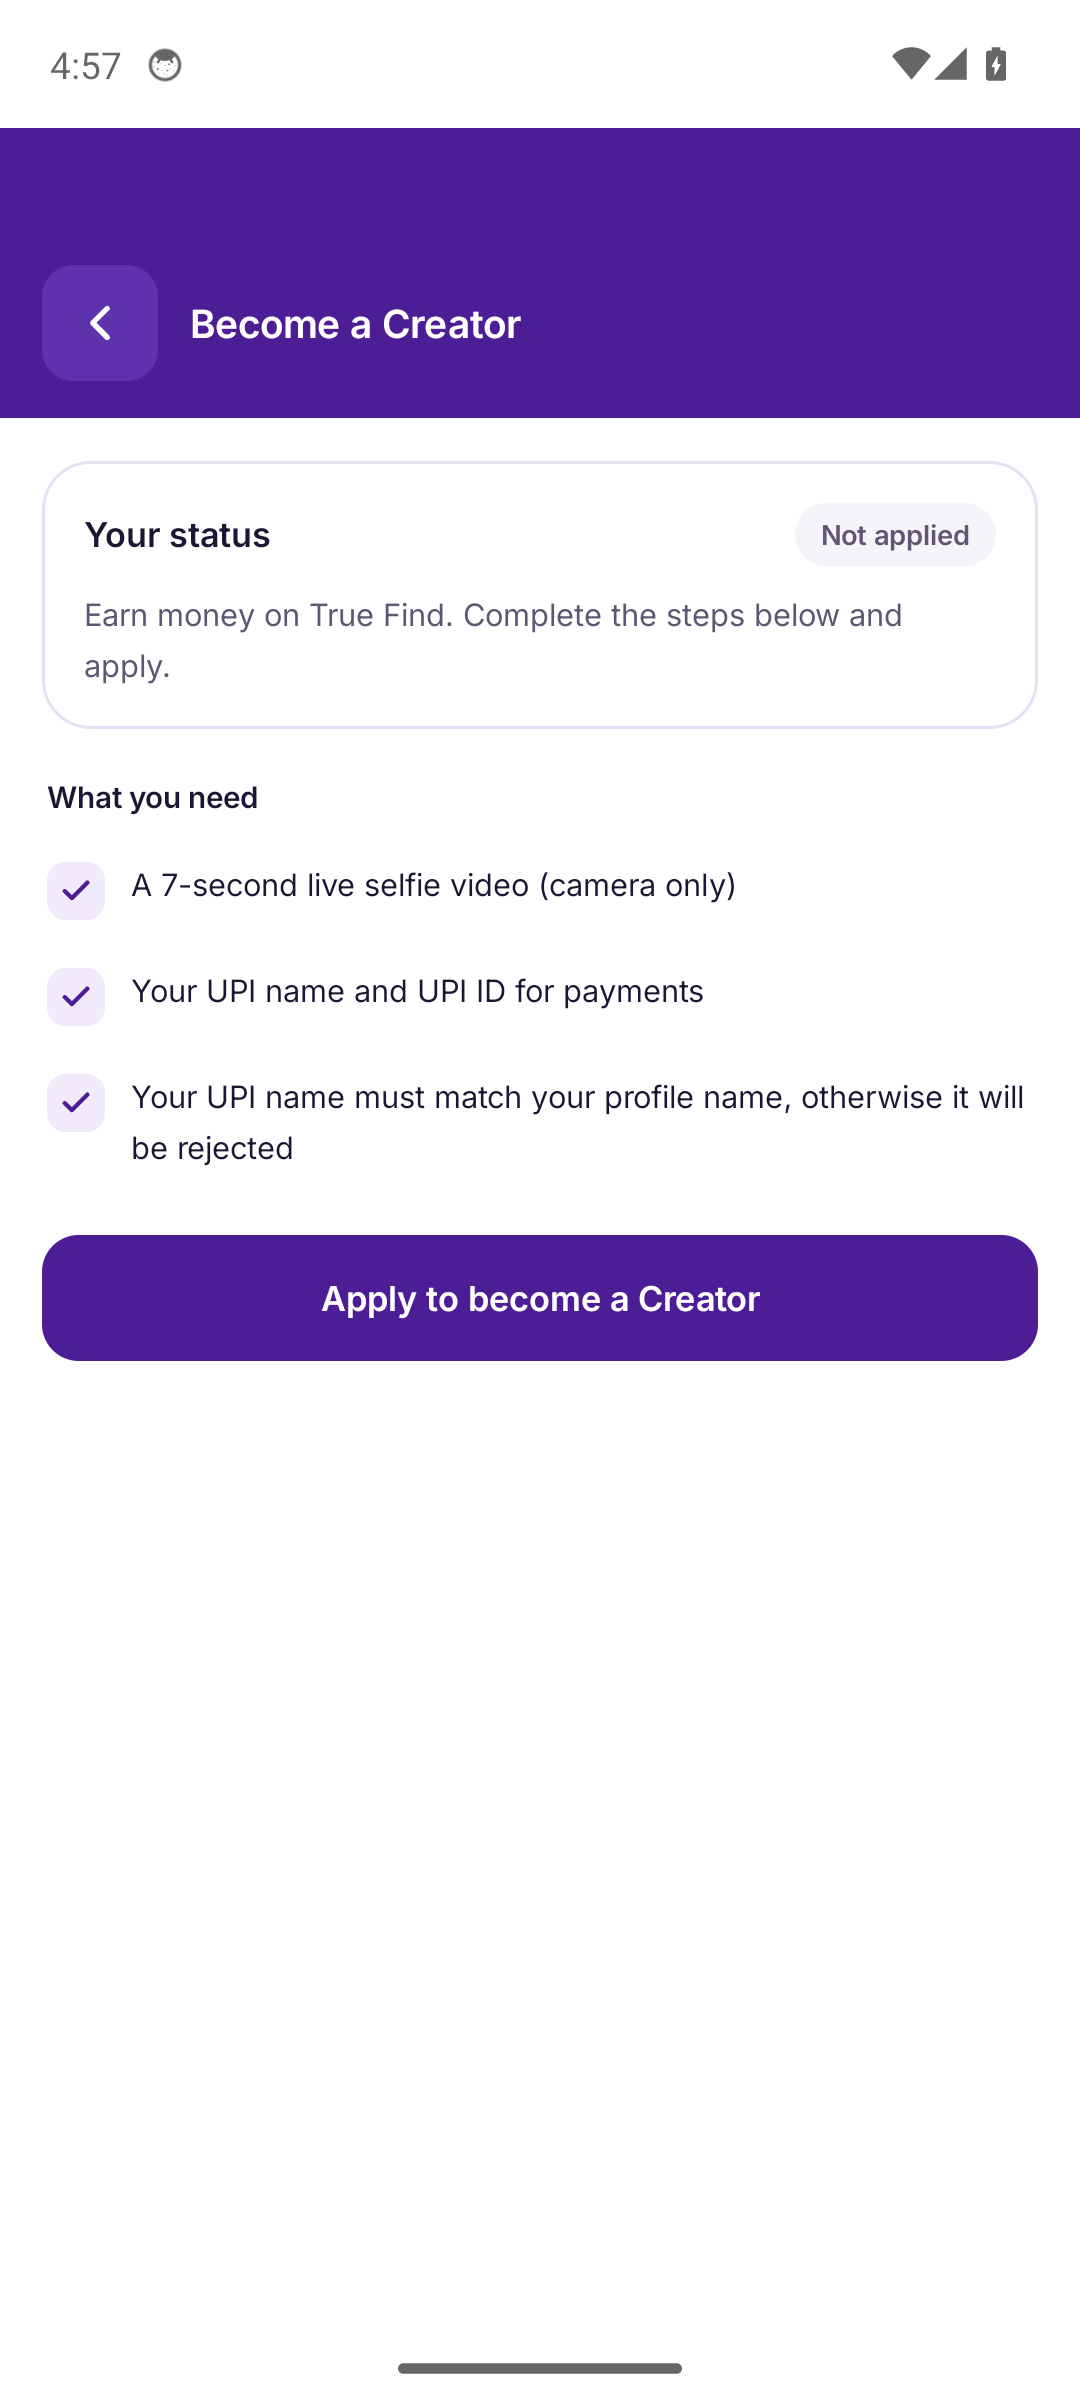 4:57
Become a Creator
Your status
Not applied
Earn money on True Find. Complete the steps below and
apply.
What you need
A 7-second live selfie video (camera only)
Your UPI name and UPI ID for payments
Your UPI name must match your profile name, otherwise it will
be rejected
Apply to become a Creator